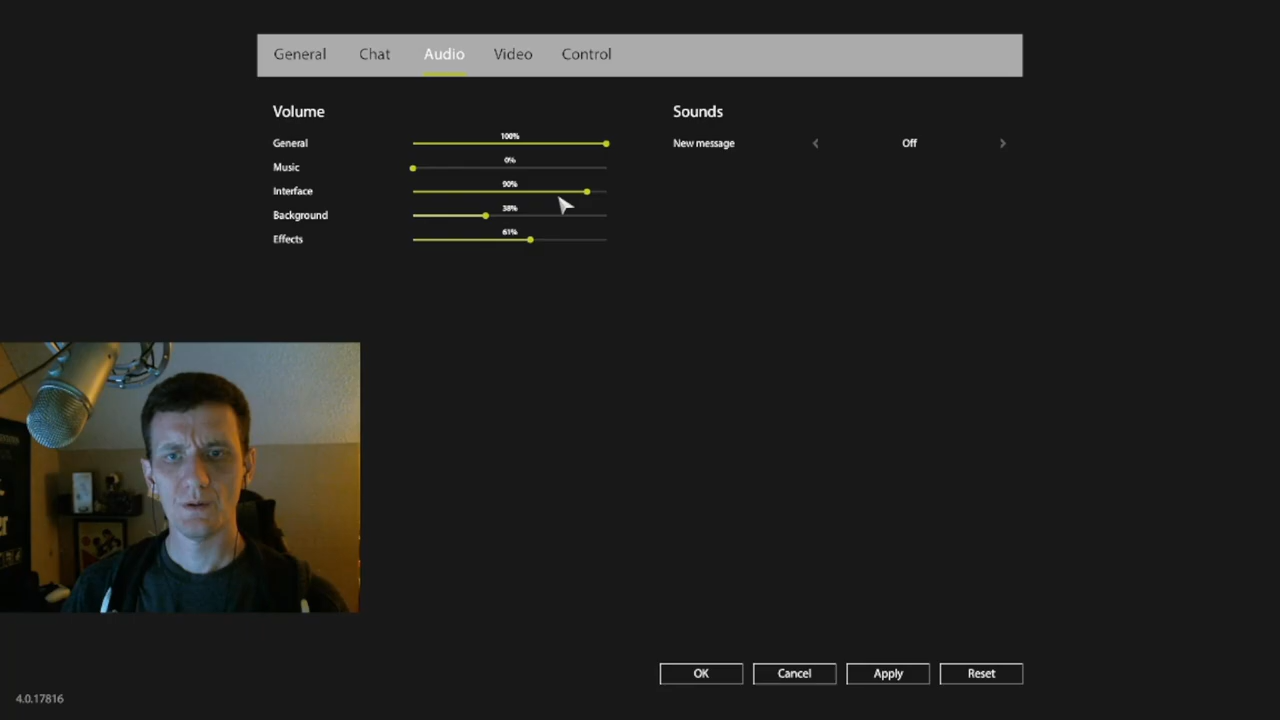 General Chat Audio Video Control
Volume
General 100%
Music 0%
Interface 90%
Background 38%
Effects 61%
Sounds
New message Off
OK Cancel Apply Reset
4.0.17816